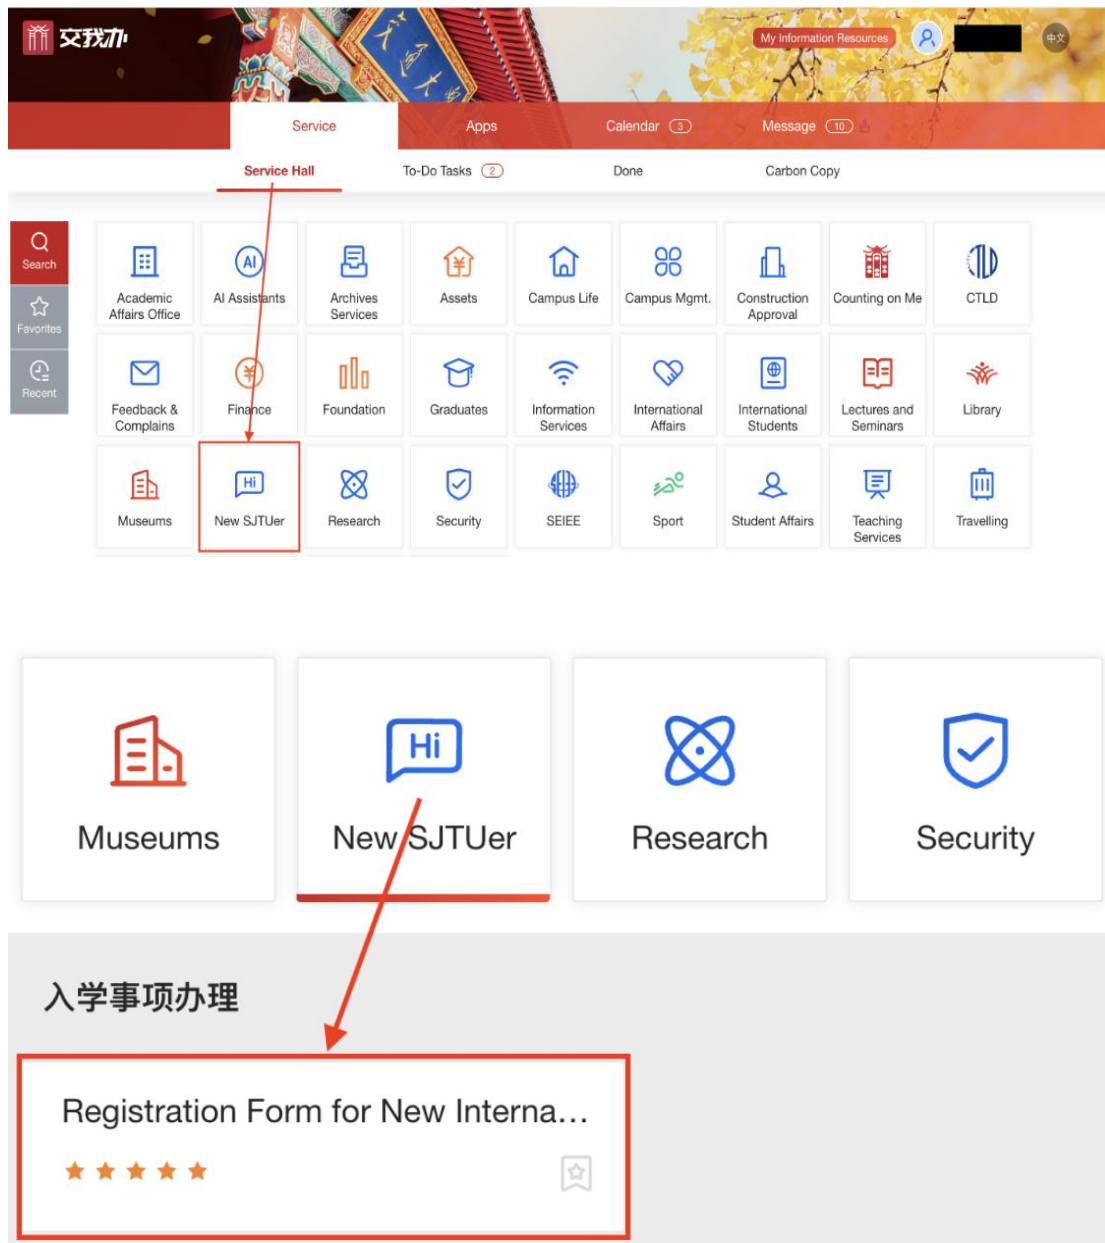 交我办
My Information Resources
中文
Service
Apps
Calendar 3
Message 10
Service Hall
To-Do Tasks 2
Done
Carbon Copy
Search
Favorites
Recent
Academic
Affairs Office
AI
AI Assistants
Archives
Services
Assets
Campus Life
Campus Mgmt.
Construction
Approval
Counting on Me
CTLD
Feedback &
Complains
Finance
Foundation
Graduates
Information
Services
International
Affairs
International
Students
Lectures and
Seminars
Library
Museums
Hi
New SJTUer
Research
Security
SEIEE
Sport
Student Affairs
Teaching
Services
Travelling
Museums
Hi
New SJTUer
Research
Security
入学事项办理
Registration Form for New Interna...